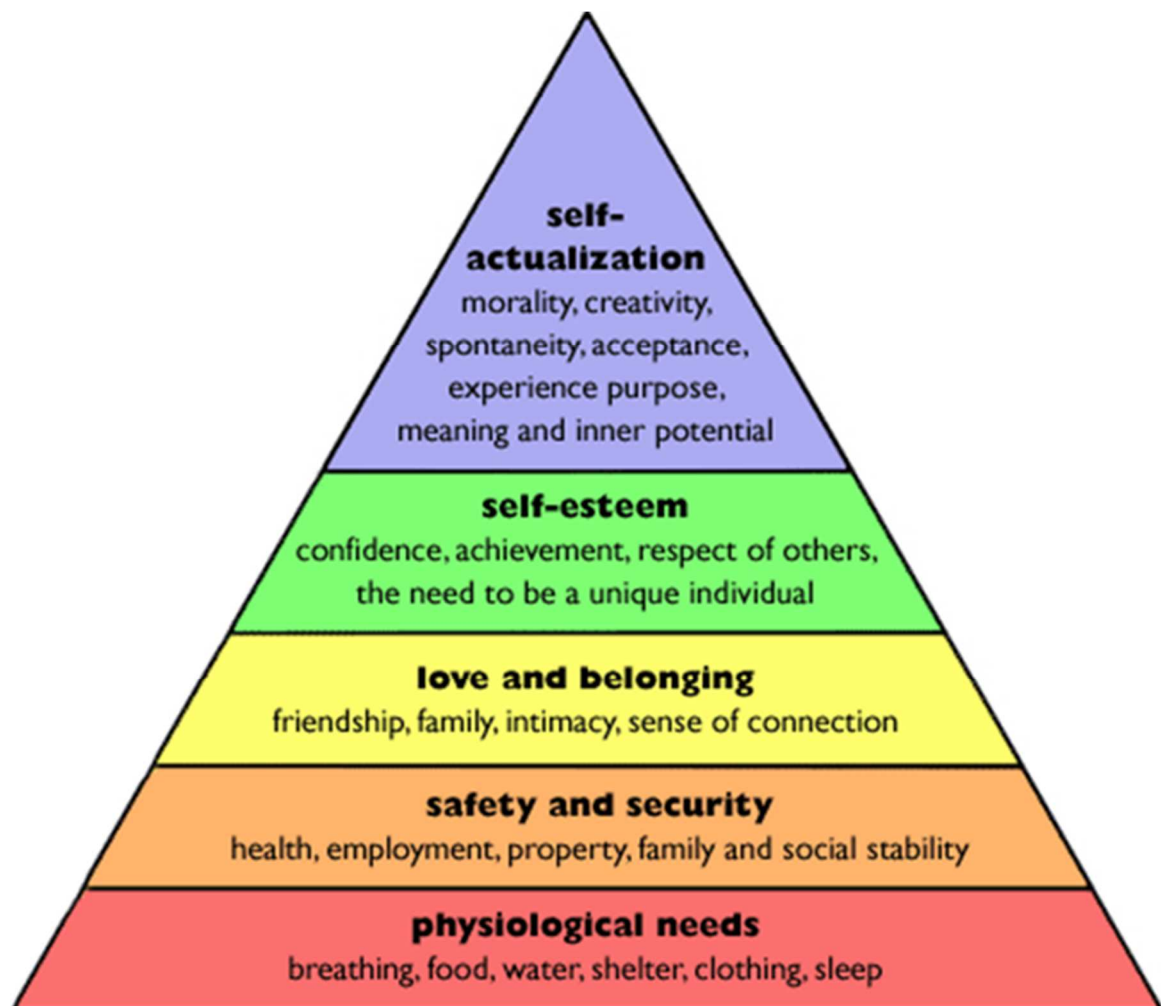 self-
actualization
morality, creativity,
spontaneity, acceptance,
experience purpose,
meaning and inner potential
self-esteem
confidence, achievement, respect of others,
the need to be a unique individual
love and belonging
friendship, family, intimacy, sense of connection
safety and security
health, employment, property, family and social stability
physiological needs
breathing, food, water, shelter, clothing, sleep